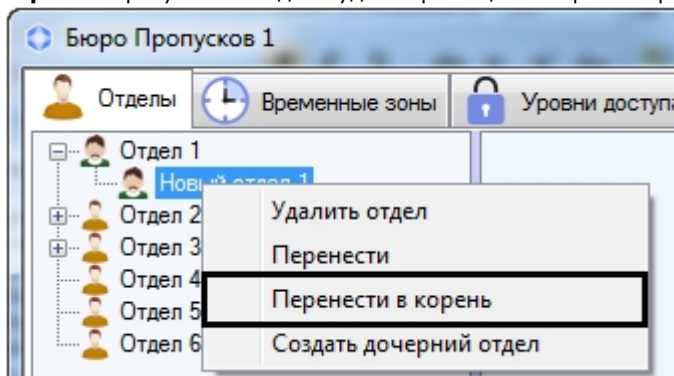 Бюро Пропусков 1
Отделы Временные зоны Уровни доступа
Отдел 1
Новый отдел 1
Отдел 2
Отдел 3
Отдел 4
Отдел 5
Отдел 6
Удалить отдел
Перенести
Перенести в корень
Создать дочерний отдел